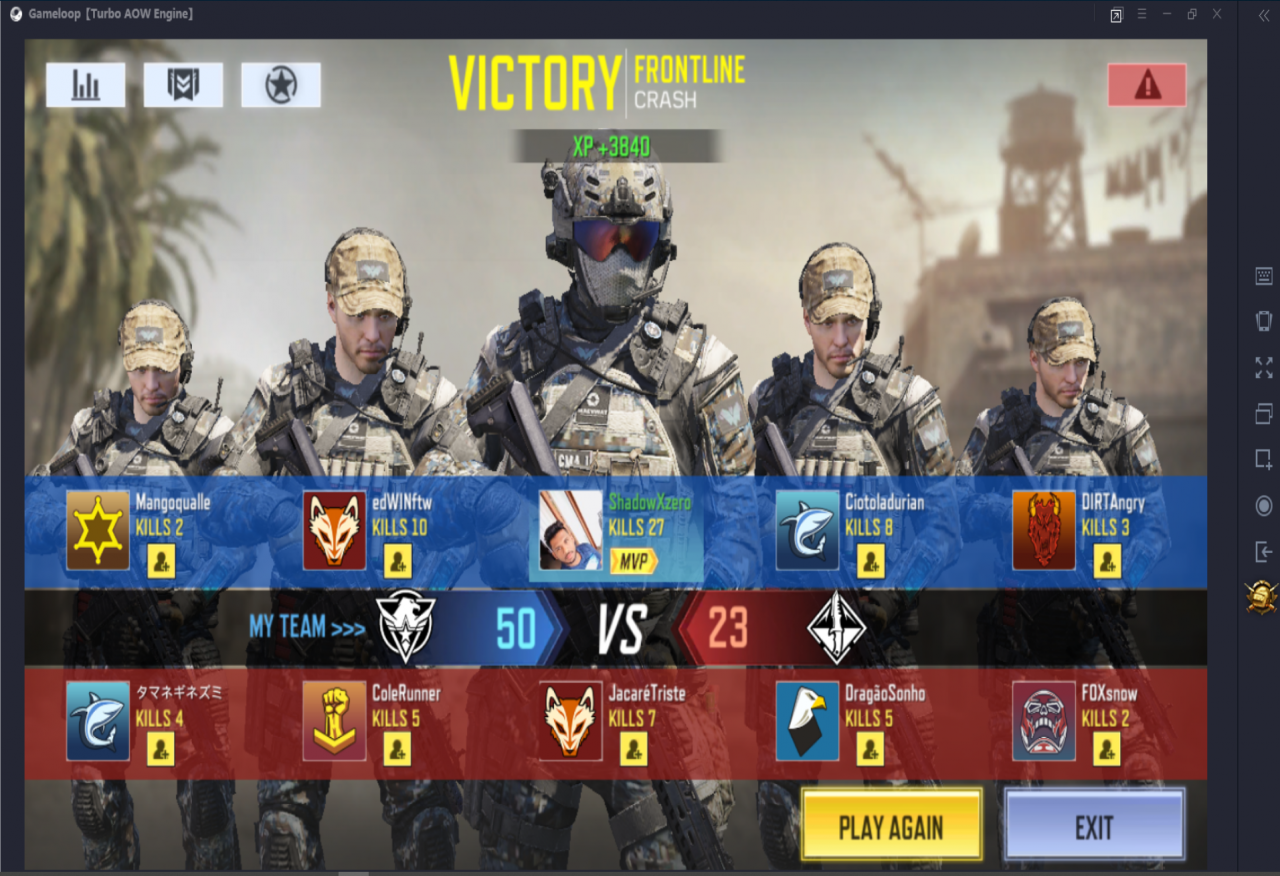 Gameloop [Turbo AOW Engine]
VICTORY
FRONTLINE
CRASH
XP +3840
Mangoqualle
KILLS 2
edWINftw
KILLS 10
ShadowXzero
KILLS 27
MVP
Ciotoladurian
KILLS 8
DIRTAngry
KILLS 3
MY TEAM >>>
50
VS
23
タマネギネズミ
KILLS 4
ColeRunner
KILLS 5
JacaréTriste
KILLS 7
DragãoSonho
KILLS 5
FOXsnow
KILLS 2
PLAY AGAIN
EXIT